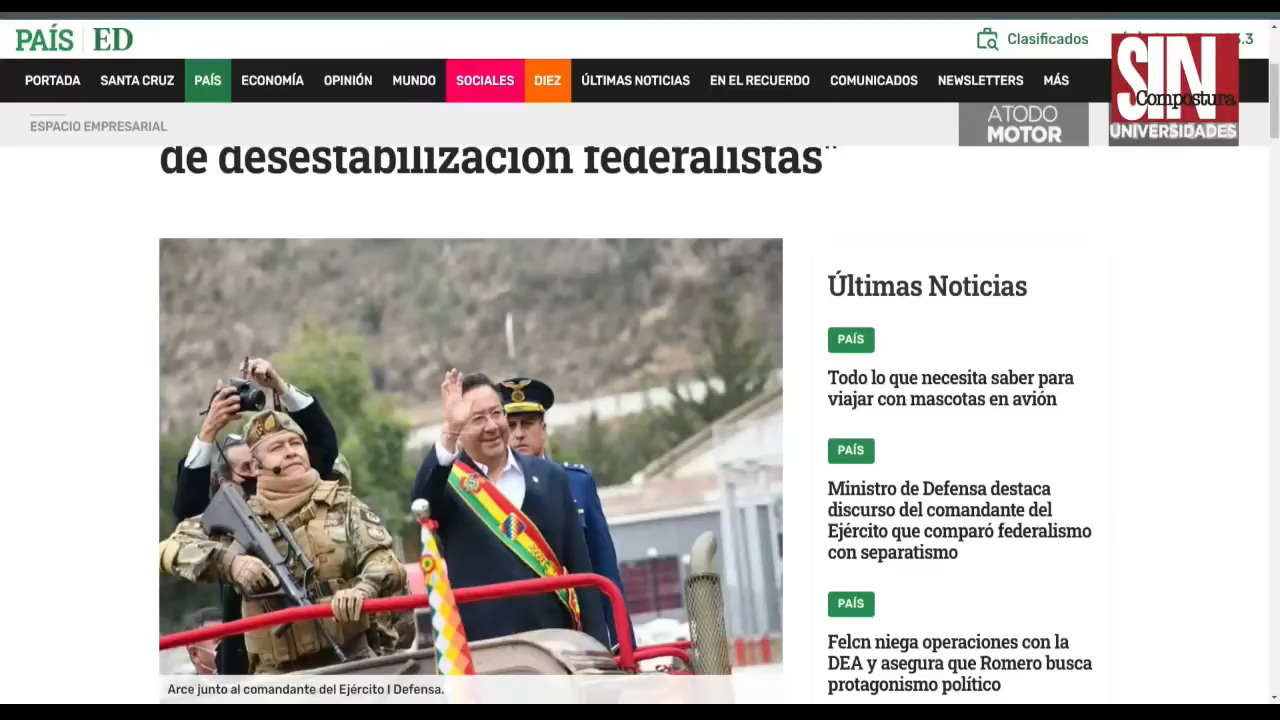 PAÍS ED
Clasificados
3.3
PORTADA SANTA CRUZ PAÍS ECONOMÍA OPINIÓN MUNDO SOCIALES DIEZ ÚLTIMAS NOTICIAS EN EL RECUERDO COMUNICADOS NEWSLETTERS MÁS
SIN
Compostura
UNIVERSIDADES
ESPACIO EMPRESARIAL
ATODO
MOTOR
de desestabilización federalistas"
Últimas Noticias
PAÍS
Todo lo que necesita saber para
viajar con mascotas en avión
PAÍS
Ministro de Defensa destaca
discurso del comandante del
Ejército que comparó federalismo
con separatismo
PAÍS
Felcn niega operaciones con la
DEA y asegura que Romero busca
protagonismo político
Arce junto al comandante del Ejército I Defensa.